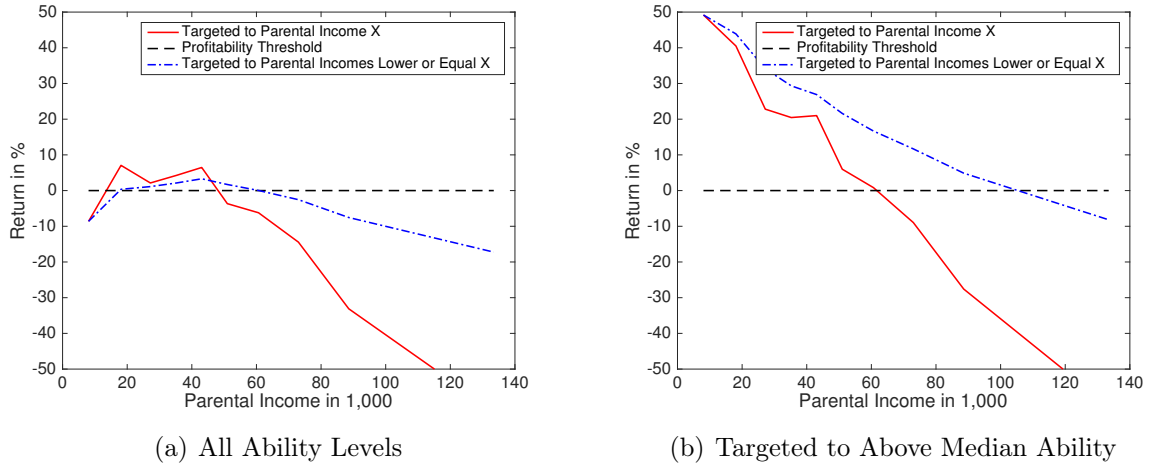 50
40
30
20
10
0
-10
-20
-30
-40
-50
Return in %
Targeted to Parental Income X
Profitability Threshold
Targeted to Parental Incomes Lower or Equal X
0 20 40 60 80 100 120 140
Parental Income in 1,000
(a) All Ability Levels
50
40
30
20
10
0
-10
-20
-30
-40
-50
Return in %
Targeted to Parental Income X
Profitability Threshold
Targeted to Parental Incomes Lower or Equal X
0 20 40 60 80 100 120 140
Parental Income in 1,000
(b) Targeted to Above Median Ability